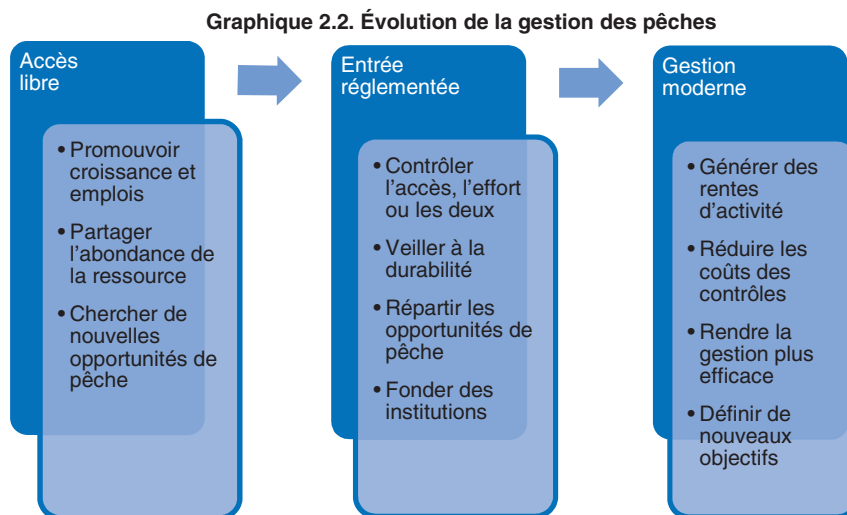 Graphique 2.2. Évolution de la gestion des pêches
Accès
libre
• Promouvoir
croissance et
emplois
• Partager
l'abondance de
la ressource
• Chercher de
nouvelles
opportunités de
pêche
Entrée
réglementée
• Contrôler
l'accès, l'effort
ou les deux
• Veiller à la
durabilité
• Répartir les
opportunités de
pêche
• Fonder des
institutions
Gestion
moderne
• Générer des
rentes
d'activité
• Réduire les
coûts des
contrôles
• Rendre la
gestion plus
efficace
• Définir de
nouveaux
objectifs